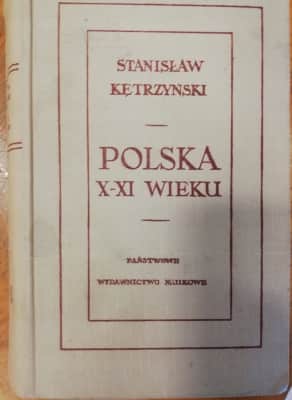 STANISŁAW
KĘTRZYŃSKI
POLSKA
X-XI WIEKU
PAŃSTWOWE
WYDAWNICTWO NAUKOWE